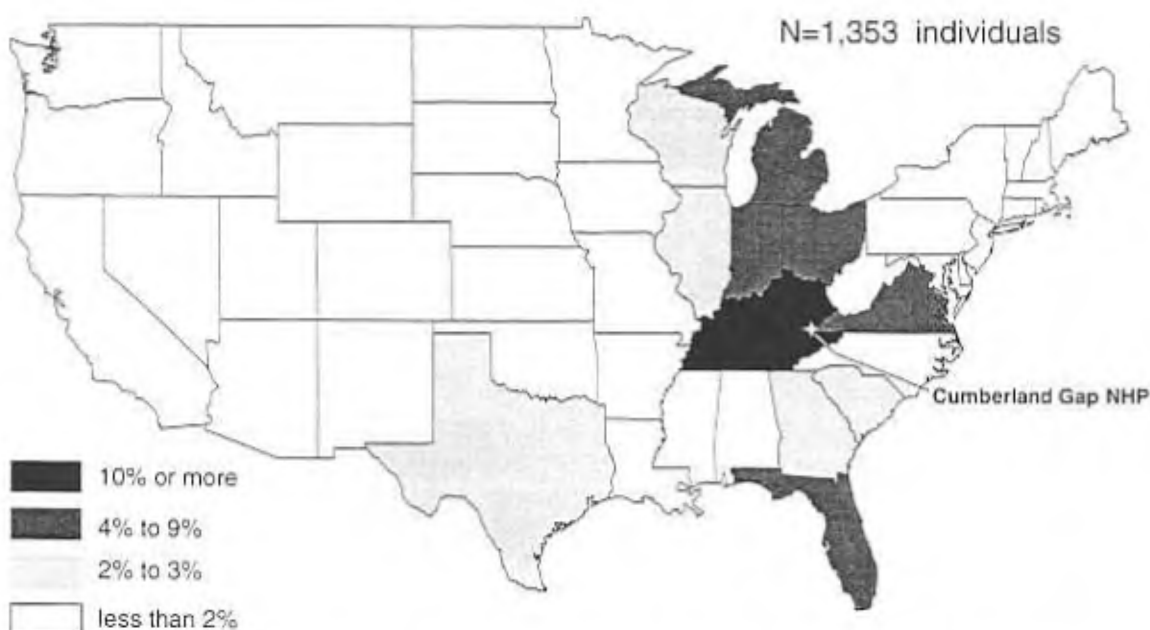 N=1,353 individuals
Cumberland Gap NHP
10% or more
4% to 9%
2% to 3%
less than 2%